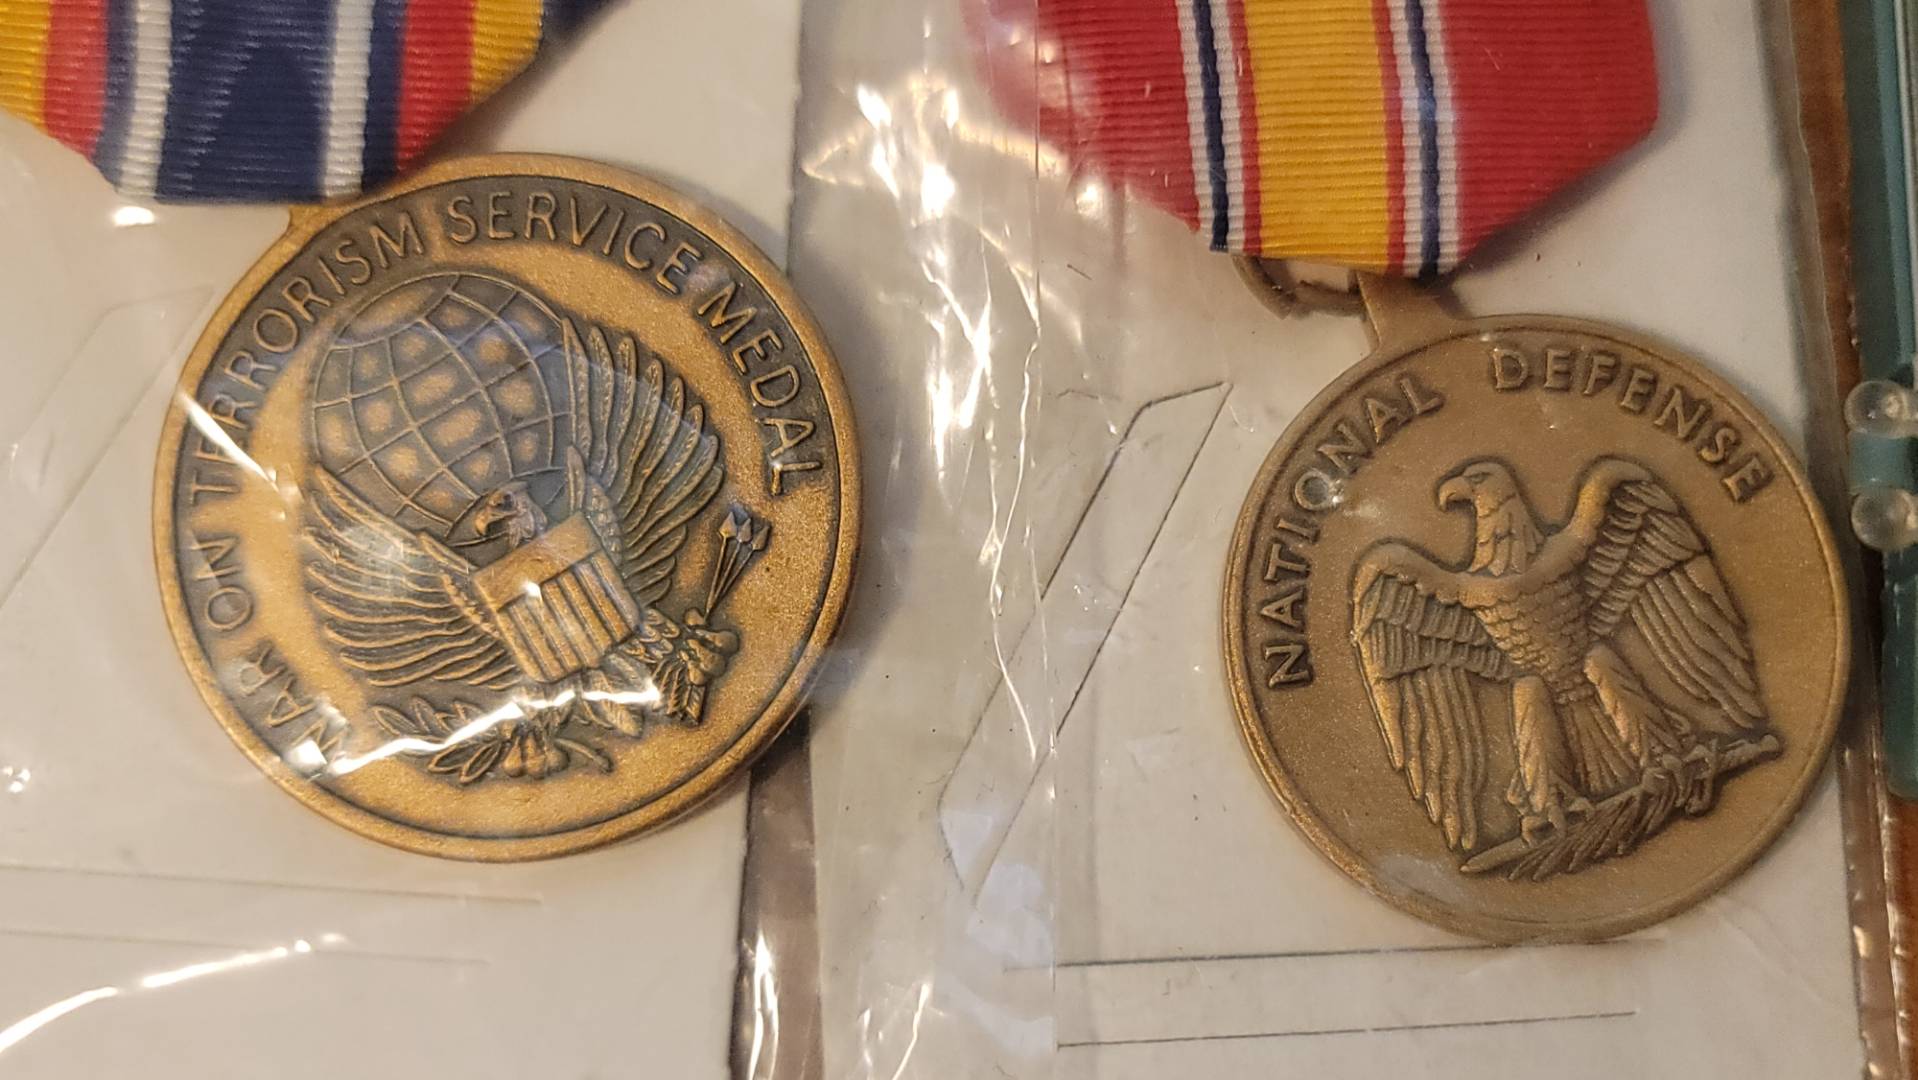 WAR ON TERRORISM SERVICE MEDAL
NATIONAL DEFENSE